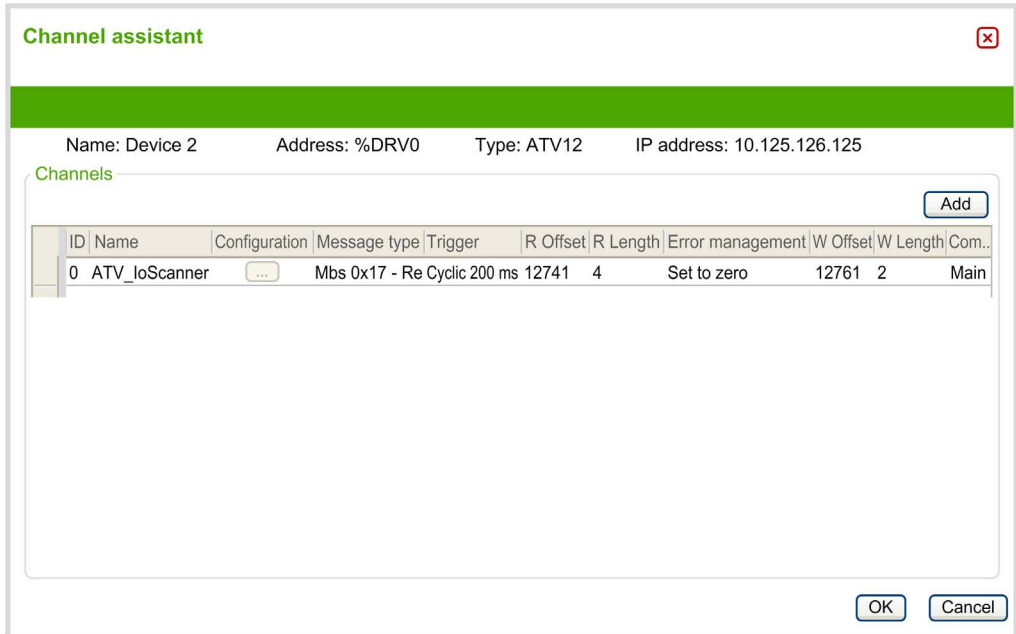 Channel assistant
Name: Device 2 Address: %DRV0 Type: ATV12 IP address: 10.125.126.125
Channels
Add
ID Name Configuration Message type Trigger R Offset R Length Error management W Offset W Length Com..
0 ATV_IoScanner ... Mbs 0x17 - Re Cyclic 200 ms 12741 4 Set to zero 12761 2 Main
OK Cancel